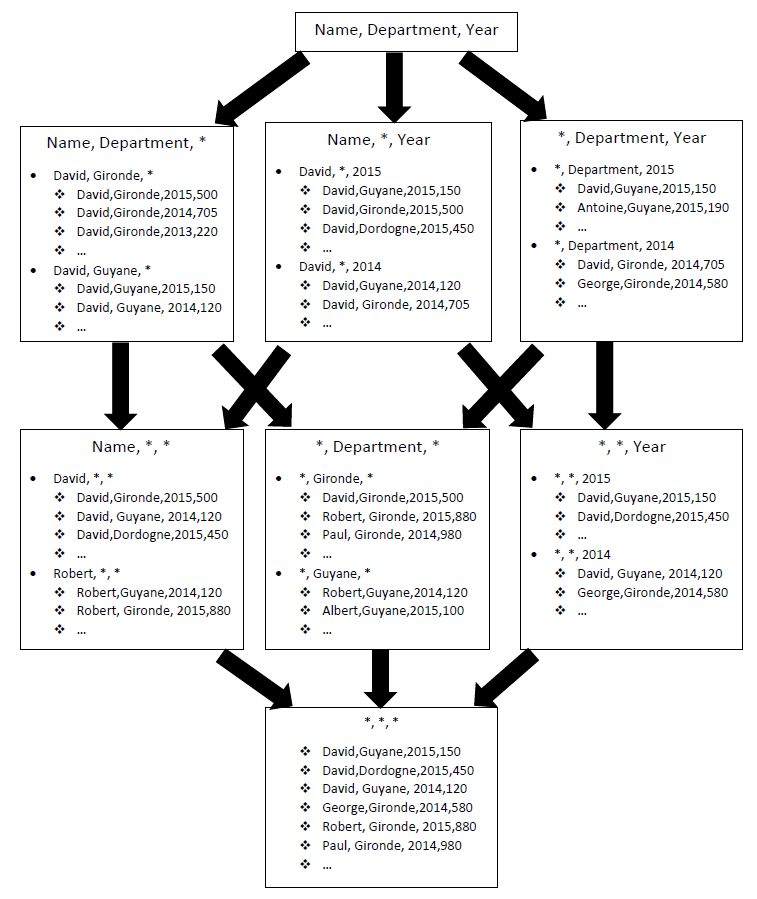 Name, Department, Year
Name, Department, *
• David, Gironde, *
❖ David,Gironde,2015,500
❖ David,Gironde,2014,705
❖ David,Gironde,2013,220
❖ ...
• David, Guyane, *
❖ David,Guyane,2015,150
❖ David, Guyane, 2014,120
❖ ...
Name, *, Year
• David, *, 2015
❖ David,Guyane,2015,150
❖ David,Gironde,2015,500
❖ David,Dordogne,2015,450
❖ ...
• David, *, 2014
❖ David,Guyane,2014,120
❖ David, Gironde, 2014,705
❖ ...
*, Department, Year
• *, Department, 2015
❖ David,Guyane,2015,150
❖ Antoine,Guyane,2015,190
❖ ...
• *, Department, 2014
❖ David, Gironde, 2014,705
❖ George,Gironde,2014,580
❖ ...
Name, *, *
• David, *, *
❖ David,Gironde,2015,500
❖ David, Guyane, 2014,120
❖ David,Dordogne,2015,450
❖ ...
• Robert, *, *
❖ Robert,Guyane,2014,120
❖ Robert, Gironde, 2015,880
❖ ...
*, Department, *
• *, Gironde, *
❖ David,Gironde,2015,500
❖ Robert, Gironde, 2015,880
❖ Paul, Gironde, 2014,980
❖ ...
• *, Guyane, *
❖ Robert,Guyane,2014,120
❖ Albert,Guyane,2015,100
❖ ...
*, *, Year
• *, *, 2015
❖ David,Guyane,2015,150
❖ David,Dordogne,2015,450
❖ ...
• *, *, 2014
❖ David, Guyane, 2014,120
❖ George,Gironde,2014,580
❖ ...
*, *, *
❖ David,Guyane,2015,150
❖ David,Dordogne,2015,450
❖ David, Guyane, 2014,120
❖ George,Gironde,2014,580
❖ Robert, Gironde, 2015,880
❖ Paul, Gironde, 2014,980
❖ ...